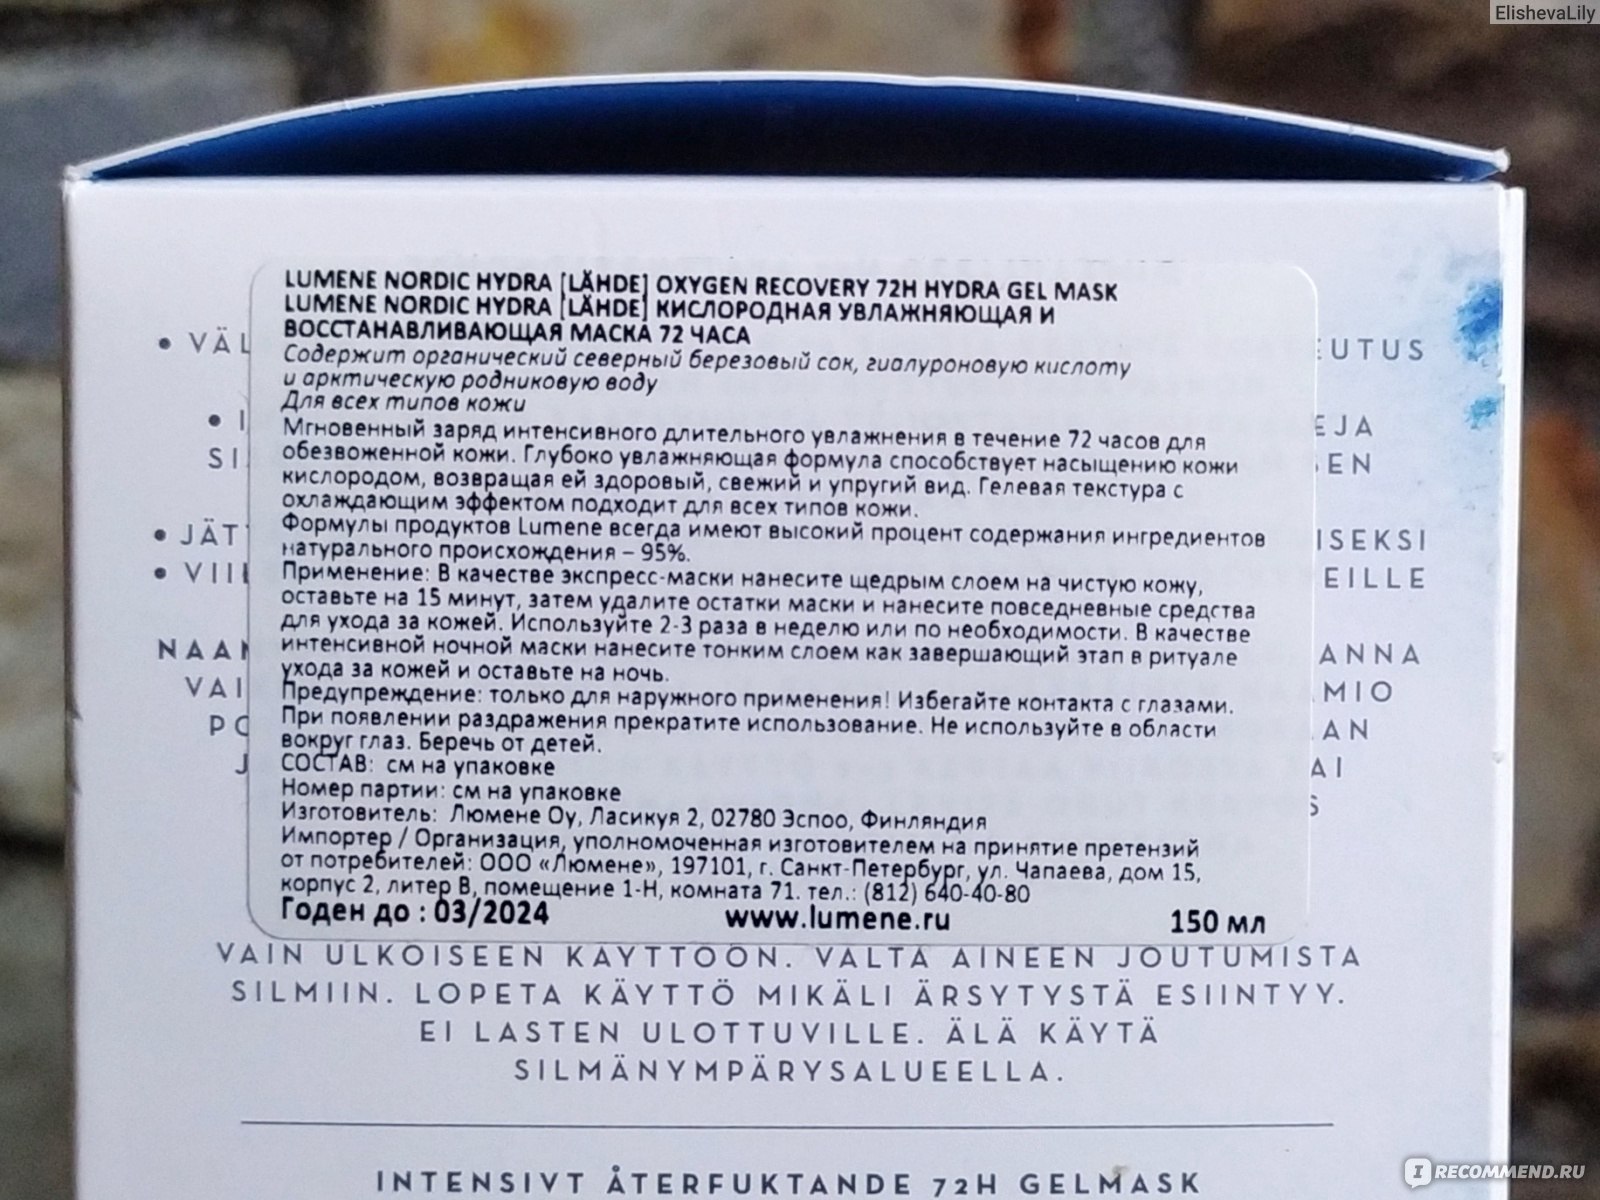 ElishevaLily
LUMENE NORDIC HYDRA [LÄHDE] OXYGEN RECOVERY 72H HYDRA GEL MASK
LUMENE NORDIC HYDRA [LÄHDE] КИСЛОРОДНАЯ УВЛАЖНЯЮЩАЯ И
ВОССТАНАВЛИВАЮЩАЯ МАСКА 72 ЧАСА
Содержит органический северный березовый сок, гиалуроновую кислоту
и арктическую родниковую воду
Для всех типов кожи
Мгновенный заряд интенсивного длительного увлажнения в течение 72 часов для
обезвоженной кожи. Глубоко увлажняющая формула способствует насыщению кожи
кислородом, возвращая ей здоровый, свежий и упругий вид. Гелевая текстура с
охлаждающим эффектом подходит для всех типов кожи.
Формулы продуктов Lumene всегда имеют высокий процент содержания ингредиентов
натурального происхождения – 95%.
Применение: В качестве экспресс-маски нанесите щедрым слоем на чистую кожу,
оставьте на 15 минут, затем удалите остатки маски и нанесите повседневные средства
для ухода за кожей. Используйте 2-3 раза в неделю или по необходимости. В качестве
интенсивной ночной маски нанесите тонким слоем как завершающий этап в ритуале
ухода за кожей и оставьте на ночь.
Предупреждение: только для наружного применения! Избегайте контакта с глазами.
При появлении раздражения прекратите использование. Не используйте в области
вокруг глаз. Беречь от детей.
СОСТАВ: см на упаковке
Номер партии: см на упаковке
Изготовитель: Люмене Оу, Ласикуя 2, 02780 Эспоо, Финляндия
Импортер / Организация, уполномоченная изготовителем на принятие претензий
от потребителей: ООО «Люмене», 197101, г. Санкт-Петербург, ул. Чапаева, дом 15,
корпус 2, литер В, помещение 1-Н, комната 71. тел.: (812) 640-40-80
Годен до : 03/2024 www.lumene.ru 150 мл
VAIN ULKOISEEN KÄYTTÖÖN. VÄLTÄ AINEEN JOUTUMISTA
SILMIIN. LOPETA KÄYTTÖ MIKÄLI ÄRSYTYSTÄ ESIINTYY.
EI LASTEN ULOTTUVILLE. ÄLÄ KÄYTÄ
SILMÄNYMPÄRYSALUEELLA.
INTENSIVT ÅTERFUKTANDE 72H GELMASK
IRECOMMEND.RU